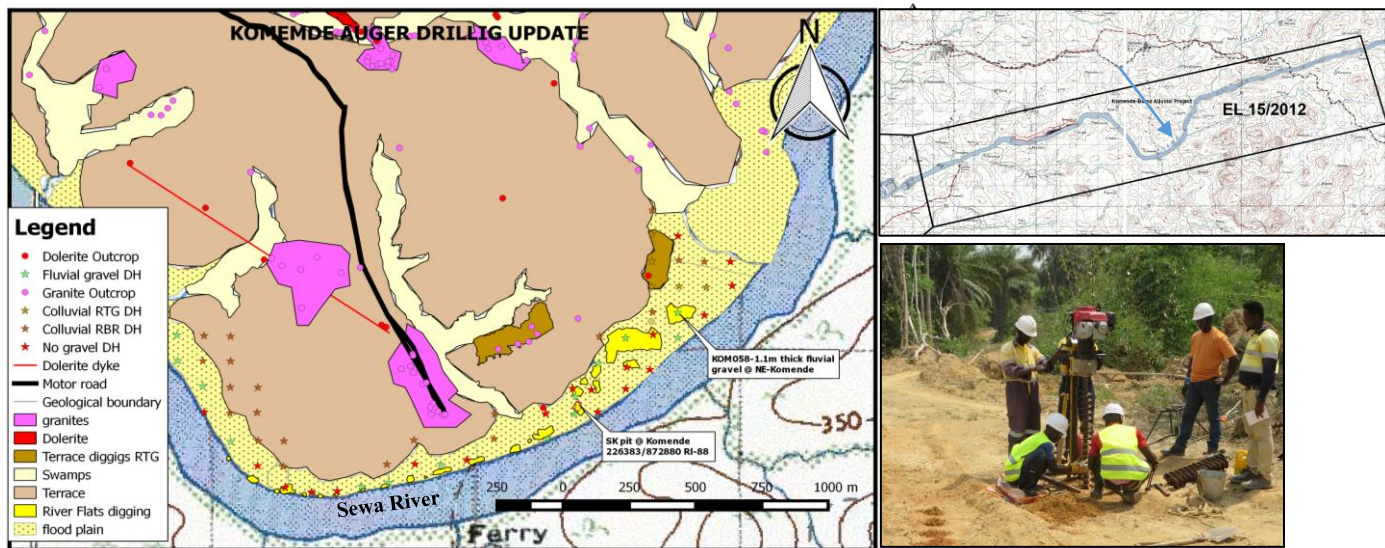 KOMEMDE AUGER DRILLIG UPDATE
N
Legend
Dolerite Outcrop
Fluvial gravel DH
Granite Outcrop
Colluvial RTG DH
Colluvial RBR DH
No gravel DH
Dolerite dyke
Motor road
Geological boundary
granites
Dolerite
Terrace diggigs RTG
Swamps
Terrace
River Flats digging
flood plain
KOM058-1.1m thick fluvial
gravel @ NE-Komende
SK pit @ Komende
226383/872880 RI-88
350
250 0 250 500 750 1000 m
Sewa River
Ferry
Komende-Buma Alluvial Project
EL 15/2012